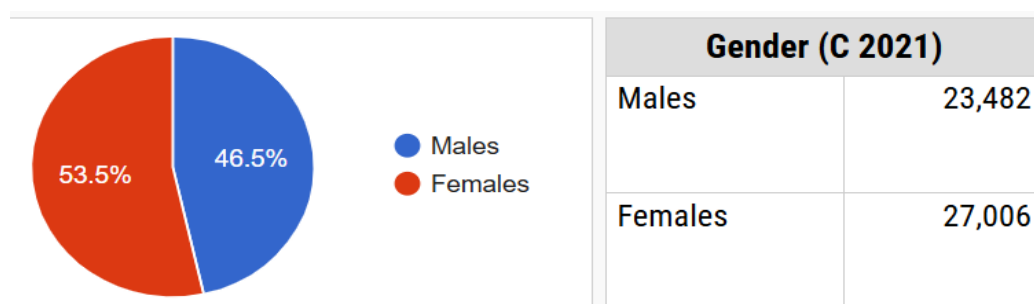 53.5%
46.5%
Males
Females
Gender (C 2021)
Males 23,482
Females 27,006